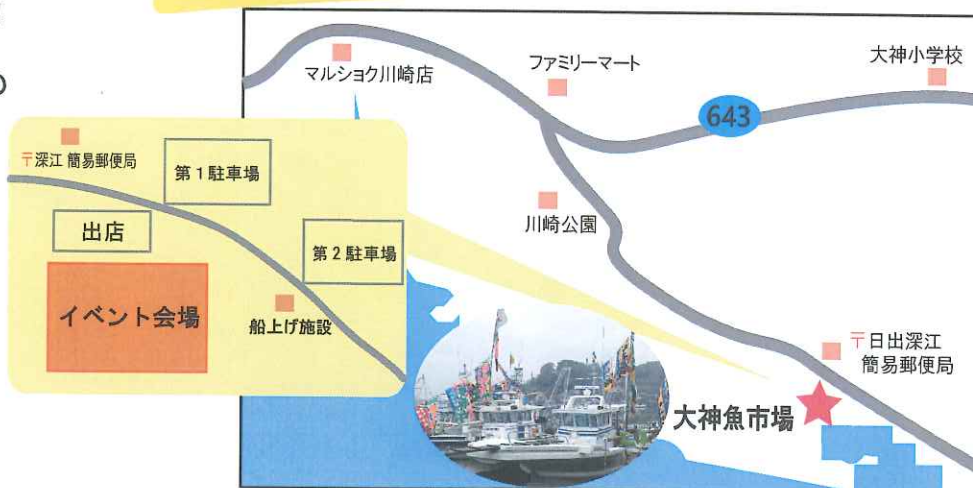 マルショク川崎店
ファミリーマート
大神小学校
643
川崎公園
〒日出深江
簡易郵便局
大神魚市場
の
〒深江 簡易郵便局
第1駐車場
出店
第2駐車場
イベント会場
船上げ施設